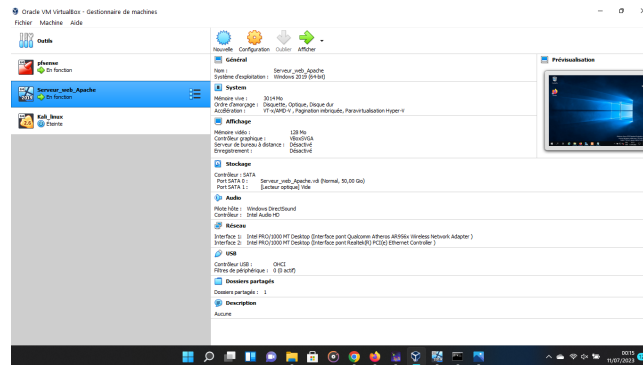 Oracle VM VirtualBox - Gestionnaire de machines
Fichier Machine Aide
Outils
Nouvelle Configuration Oublier Afficher
pfsense
En fonction
Serveur_web_Apache
En fonction
2019
Kali_linux
Éteinte
2.6
Général
Nom : Serveur_web_Apache
Système d'exploitation : Windows 2019 (64-bit)
Système
Mémoire vive : 3014 Mo
Ordre d'amorçage : Disquette, Optique, Disque dur
Accélération : VT-x/AMD-V , Pagination imbriquée, Paravirtualisation Hyper-V
Affichage
Mémoire vidéo : 128 Mo
Contrôleur graphique : VBoxSVGA
Serveur de bureau à distance : Désactivé
Enregistrement : Désactivé
Stockage
Contrôleur : SATA
Port SATA 0 : Serveur_web_Apache.vdi (Normal, 50,00 Gio)
Port SATA 1 : [Lecteur optique] Vide
Audio
Pilote hôte : Windows DirectSound
Contrôleur : Intel Audio HD
Réseau
Interface 1: Intel PRO/1000 MT Desktop (Interface pont Qualcomm Atheros AR956x Wireless Network Adapter )
Interface 2: Intel PRO/1000 MT Desktop (Interface pont Realtek(R) PCI(e) Ethernet Controller )
USB
Contrôleur USB : OHCI
Filtres de périphérique : 0 (0 actif)
Dossiers partagés
Dossiers partagés : 1
Description
Aucune
Prévisualisation
00:15
11/07/2023